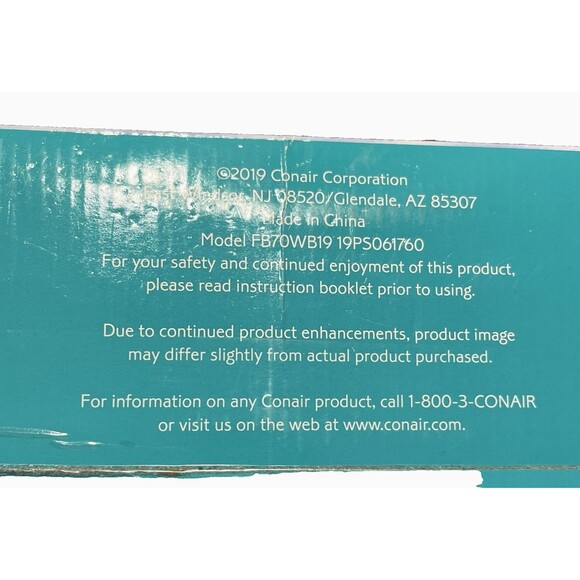 ©2019 Conair Corporation
NJ 08520/Glendale, AZ 85307
Made in China
Model FB70WB19 19PS061760
For your safety and continued enjoyment of this product,
please read instruction booklet prior to using.
Due to continued product enhancements, product image
may differ slightly from actual product purchased.
For information on any Conair product, call 1-800-3-CONAIR
or visit us on the web at www.conair.com.